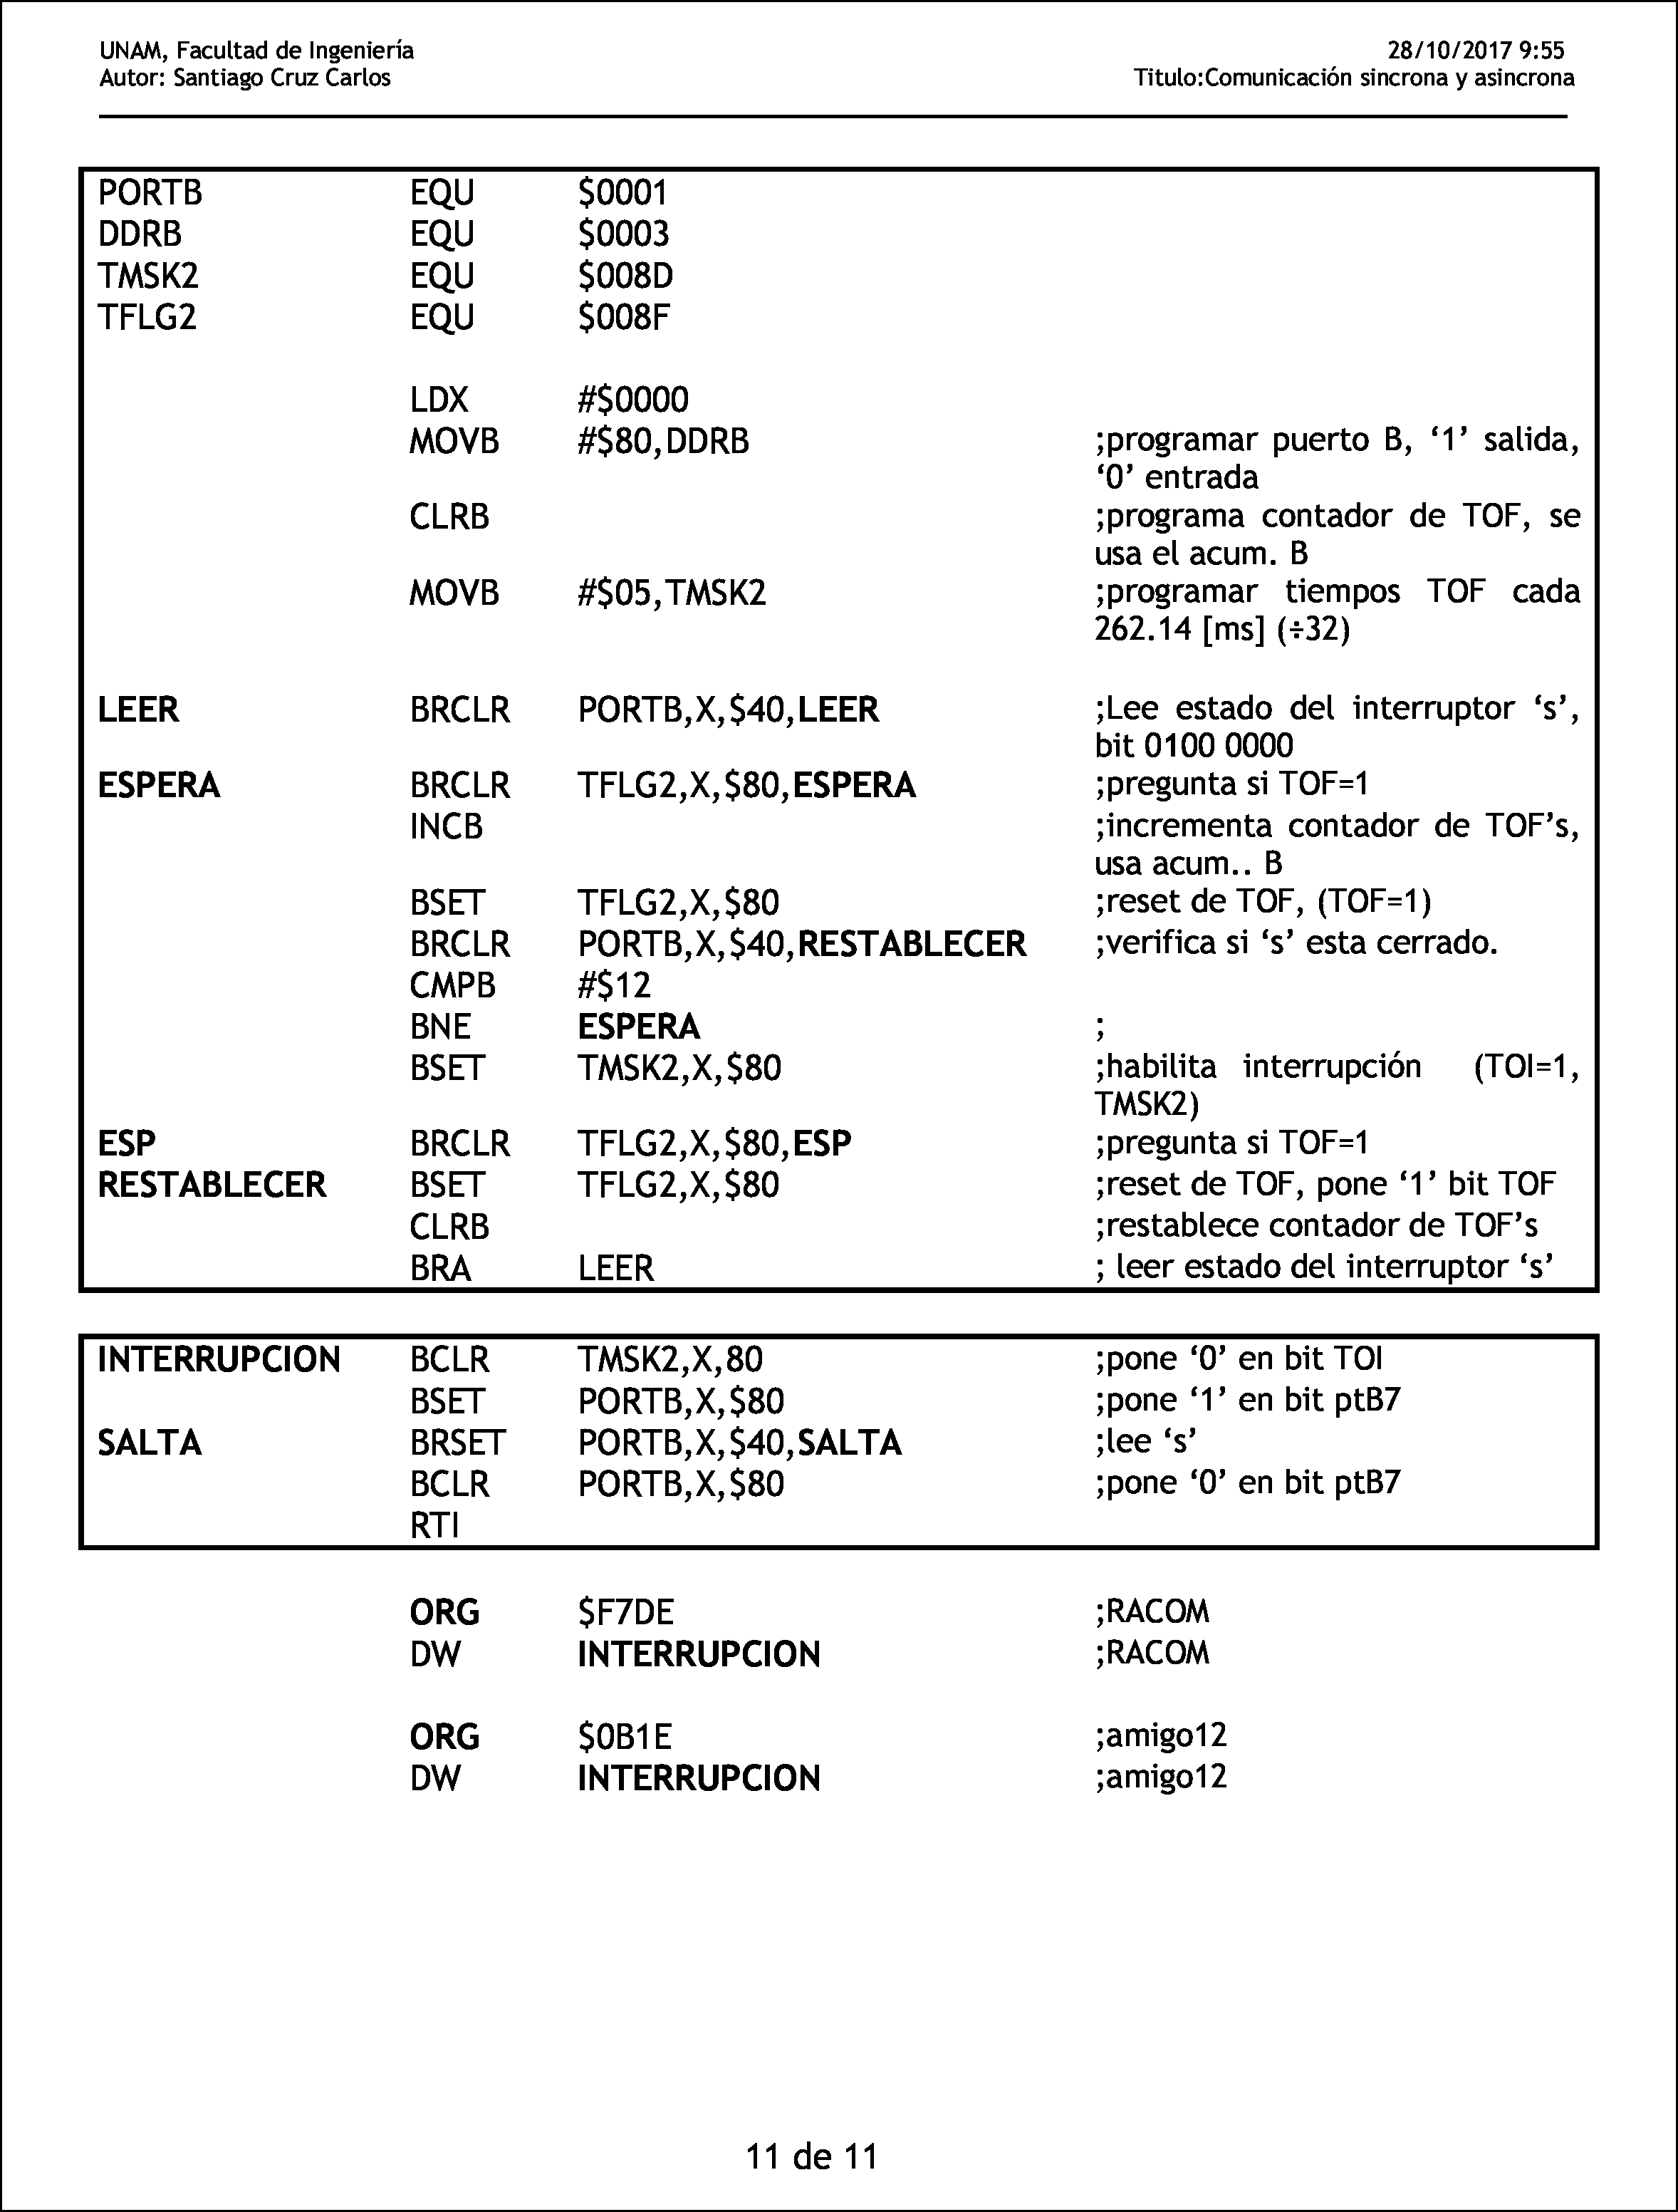 UNAM, Facultad de Ingeniería 28/10/2017 9:55
Autor: Santiago Cruz Carlos Titulo:Comunicación sincrona y asincrona
PORTB EQU $0001
DDRB EQU $0003
TMSK2 EQU $008D
TFLG2 EQU $008F
LDX #$0000
MOVB #$80,DDRB ;programar puerto B, ‘1’ salida,
‘0’ entrada
CLRB ;programa contador de TOF, se
usa el acum. B
MOVB #$05,TMSK2 ;programar tiempos TOF cada
262.14 [ms] (÷32)
LEER BRCLR PORTB,X,$40,LEER ;Lee estado del interruptor ‘s’,
bit 0100 0000
ESPERA BRCLR TFLG2,X,$80,ESPERA ;pregunta si TOF=1
INCB ;incrementa contador de TOF’s,
usa acum.. B
BSET TFLG2,X,$80 ;reset de TOF, (TOF=1)
BRCLR PORTB,X,$40,RESTABLECER ;verifica si ‘s’ esta cerrado.
CMPB #$12
BNE ESPERA ;
BSET TMSK2,X,$80 ;habilita interrupción (TOI=1,
TMSK2)
ESP BRCLR TFLG2,X,$80,ESP ;pregunta si TOF=1
RESTABLECER BSET TFLG2,X,$80 ;reset de TOF, pone ‘1’ bit TOF
CLRB ;restablece contador de TOF’s
BRA LEER ; leer estado del interruptor ‘s’
INTERRUPCION BCLR TMSK2,X,80 ;pone ‘0’ en bit TOI
BSET PORTB,X,$80 ;pone ‘1’ en bit ptB7
SALTA BRSET PORTB,X,$40,SALTA ;lee ‘s’
BCLR PORTB,X,$80 ;pone ‘0’ en bit ptB7
RTI
ORG $F7DE ;RACOM
DW INTERRUPCION ;RACOM
ORG $0B1E ;amigo12
DW INTERRUPCION ;amigo12
11 de 11